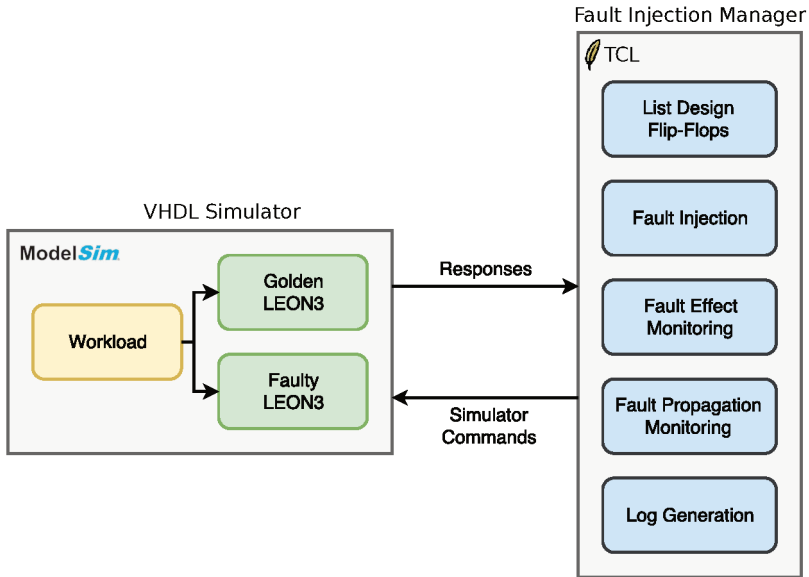 Fault Injection Manager
TCL
List Design
Flip-Flops
Fault Injection
Fault Effect
Monitoring
Fault Propagation
Monitoring
Log Generation
VHDL Simulator
ModelSim
Workload
Golden
LEON3
Faulty
LEON3
Responses
Simulator
Commands